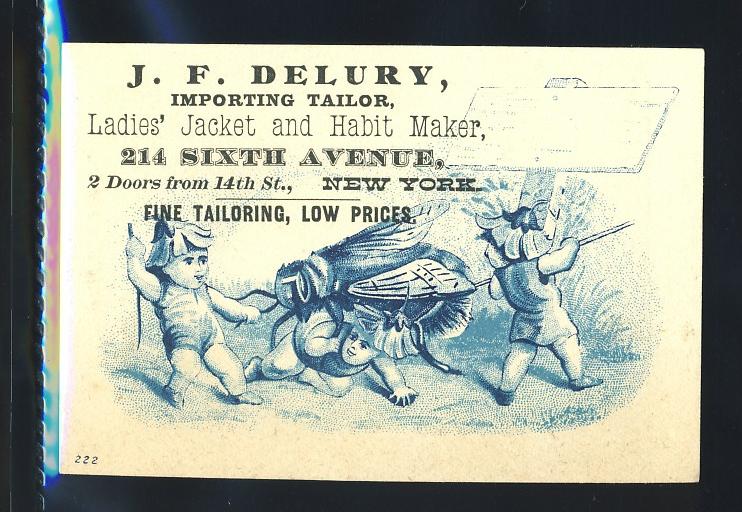 J. F. DELURY,
IMPORTING TAILOR,
Ladies' Jacket and Habit Maker,
214 SIXTH AVENUE,
2 Doors from 14th St., NEW YORK.
FINE TAILORING, LOW PRICES.
222